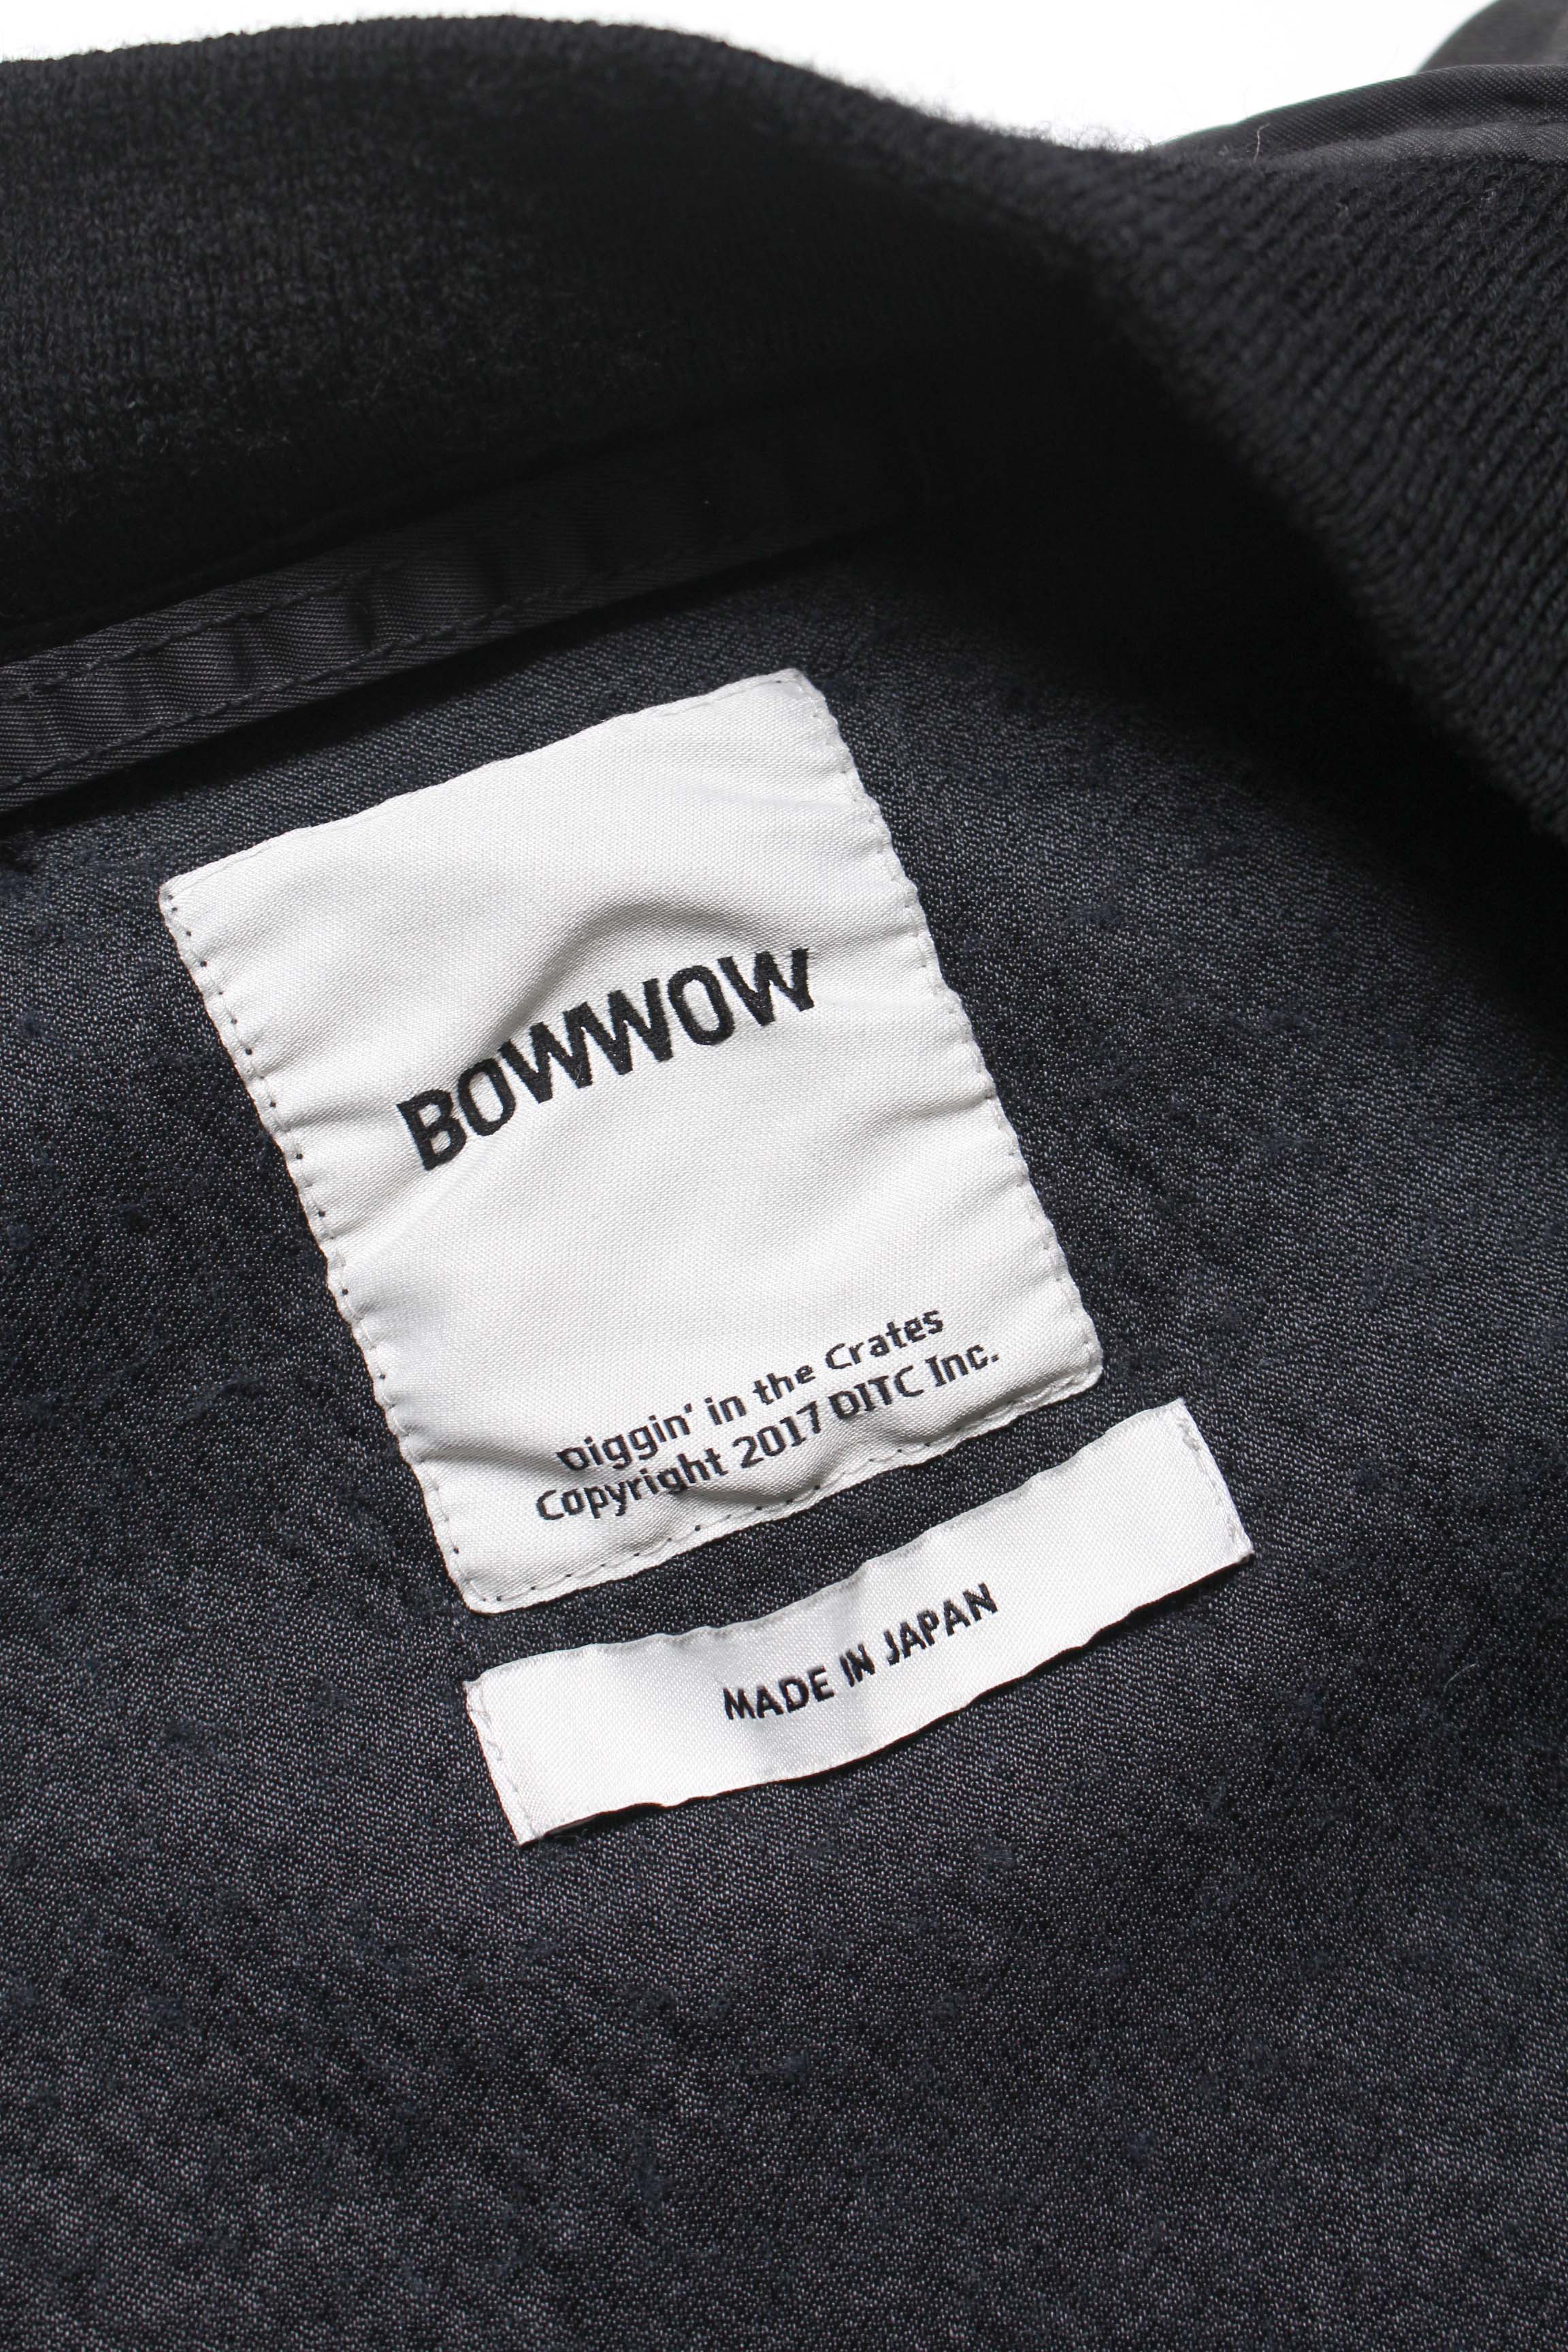 BOWWOW
Diggin' in the Crates
Copyright 2017 DITC Inc.
MADE IN JAPAN